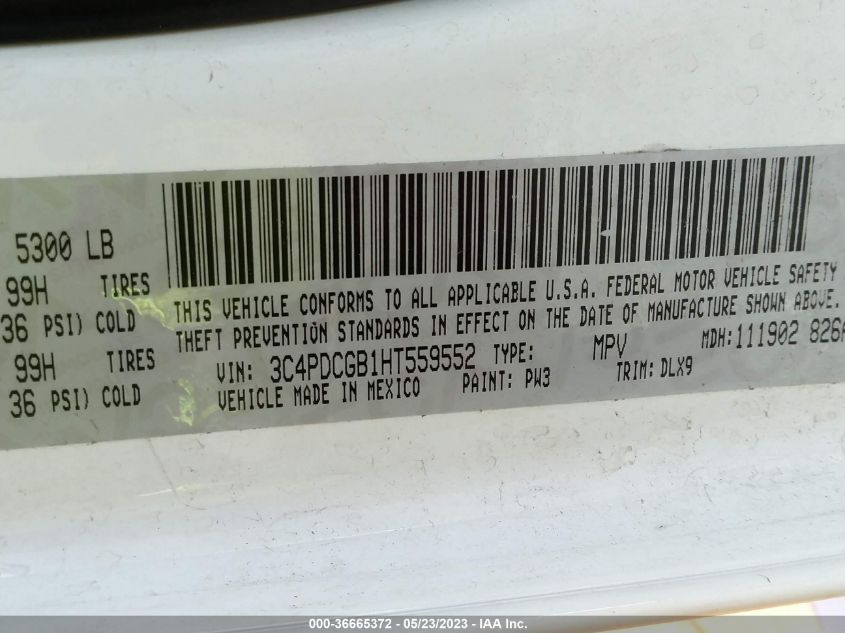 5300 LB
99H TIRES
36 PSI) COLD
99H TIRES
36 PSI) COLD
THIS VEHICLE CONFORMS TO ALL APPLICABLE U.S.A. FEDERAL MOTOR VEHICLE SAFETY
THEFT PREVENTION STANDARDS IN EFFECT ON THE DATE OF MANUFACTURE SHOWN ABOVE.
VIN: 3C4PDCGB1HT559552 TYPE: MPV MDH:111902 826A
VEHICLE MADE IN MEXICO PAINT: PW3 TRIM: DLX9
000-36665372 - 05/23/2023 - IAA Inc.